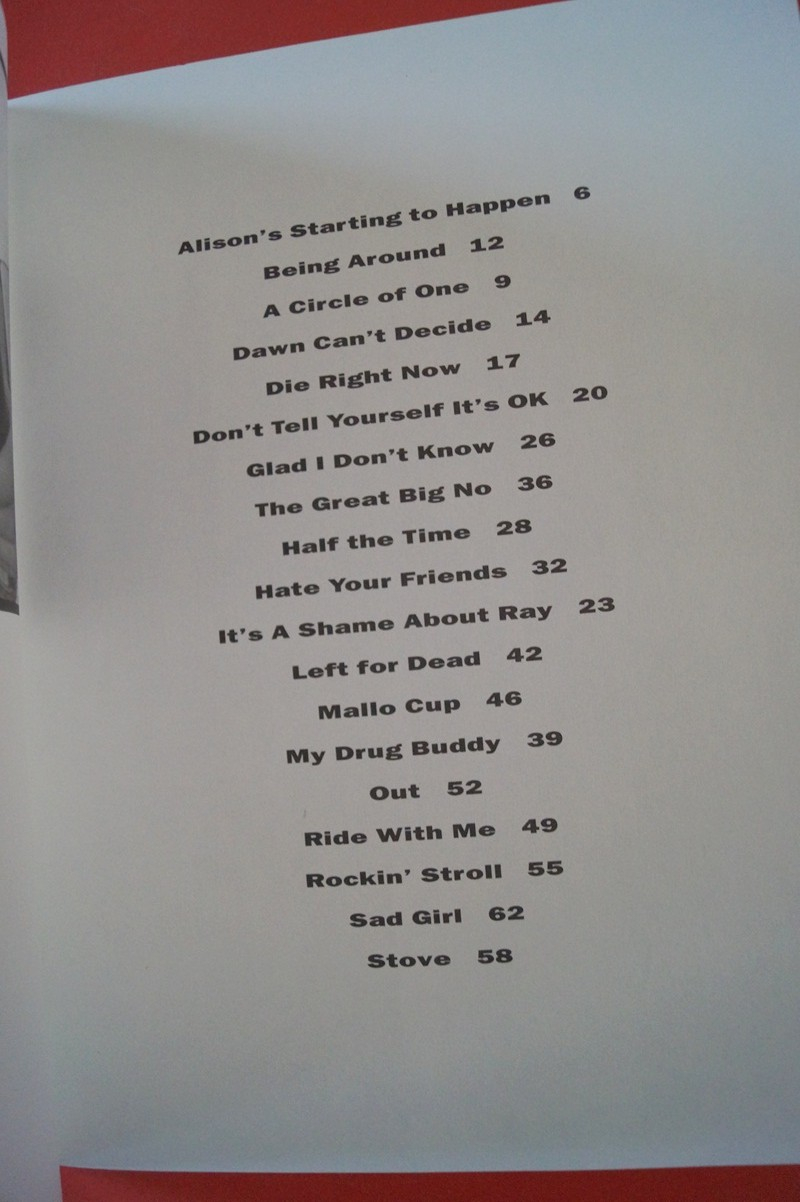 Alison's Starting to Happen 6
Being Around 12
A Circle of One 9
Dawn Can't Decide 14
Die Right Now 17
Don't Tell Yourself It's OK 20
Glad I Don't Know 26
The Great Big No 36
Half the Time 28
Hate Your Friends 32
It's A Shame About Ray 23
Left for Dead 42
Mallo Cup 46
My Drug Buddy 39
Out 52
Ride With Me 49
Rockin' Stroll 55
Sad Girl 62
Stove 58